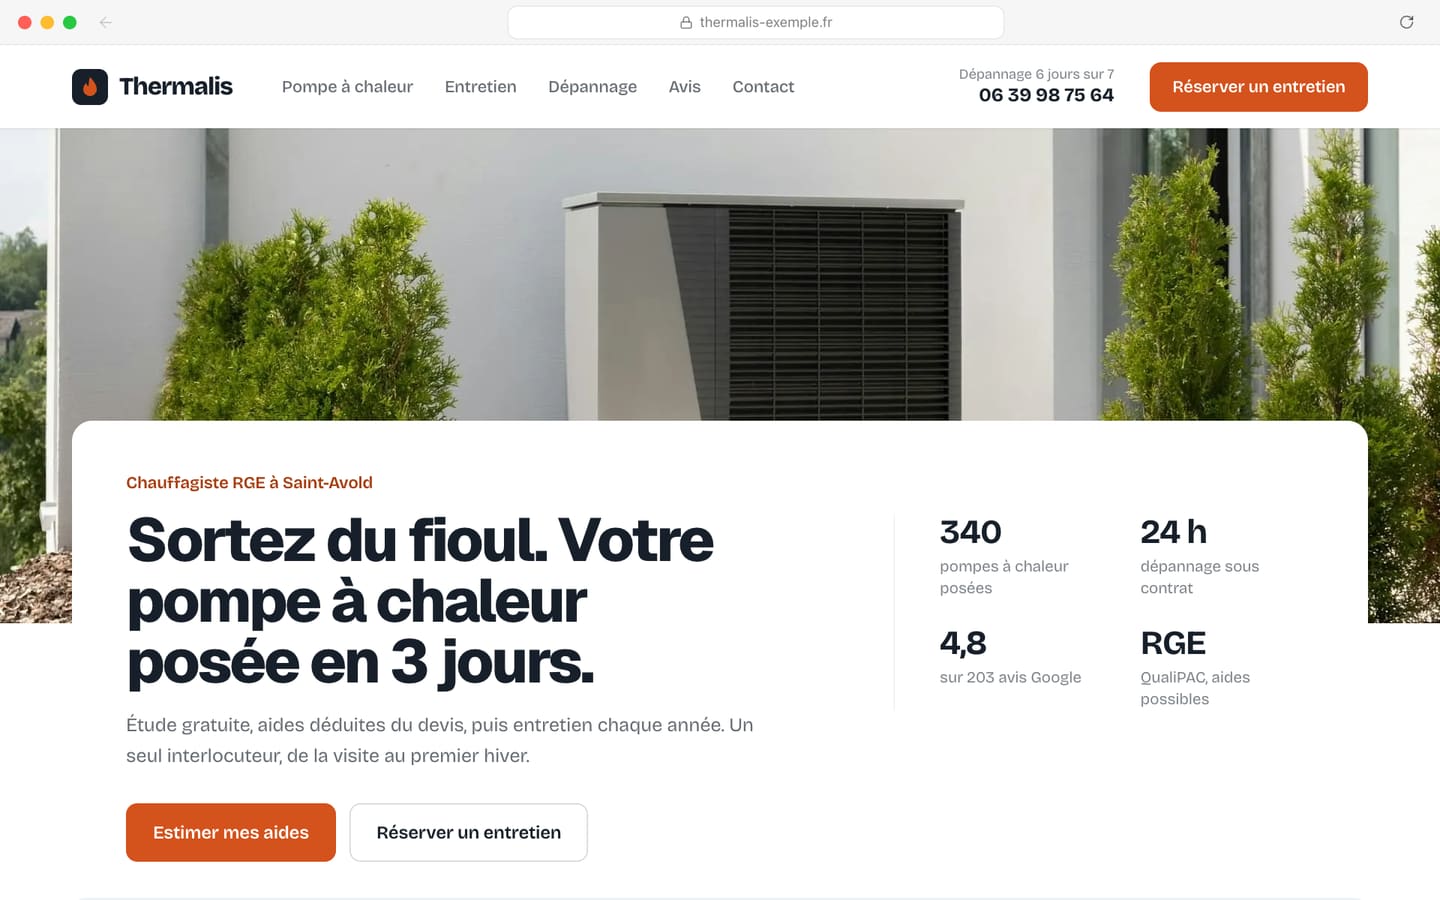 thermalis-exemple.fr
Thermalis
Pompe à chaleur
Entretien
Dépannage
Avis
Contact
Dépannage 6 jours sur 7
06 39 98 75 64
Réserver un entretien
Chauffagiste RGE à Saint-Avold
Sortez du fioul. Votre
pompe à chaleur
posée en 3 jours.
Étude gratuite, aides déduites du devis, puis entretien chaque année. Un
seul interlocuteur, de la visite au premier hiver.
Estimer mes aides
Réserver un entretien
340
pompes à chaleur
posées
24 h
dépannage sous
contrat
4,8
sur 203 avis Google
RGE
QualiPAC, aides
possibles